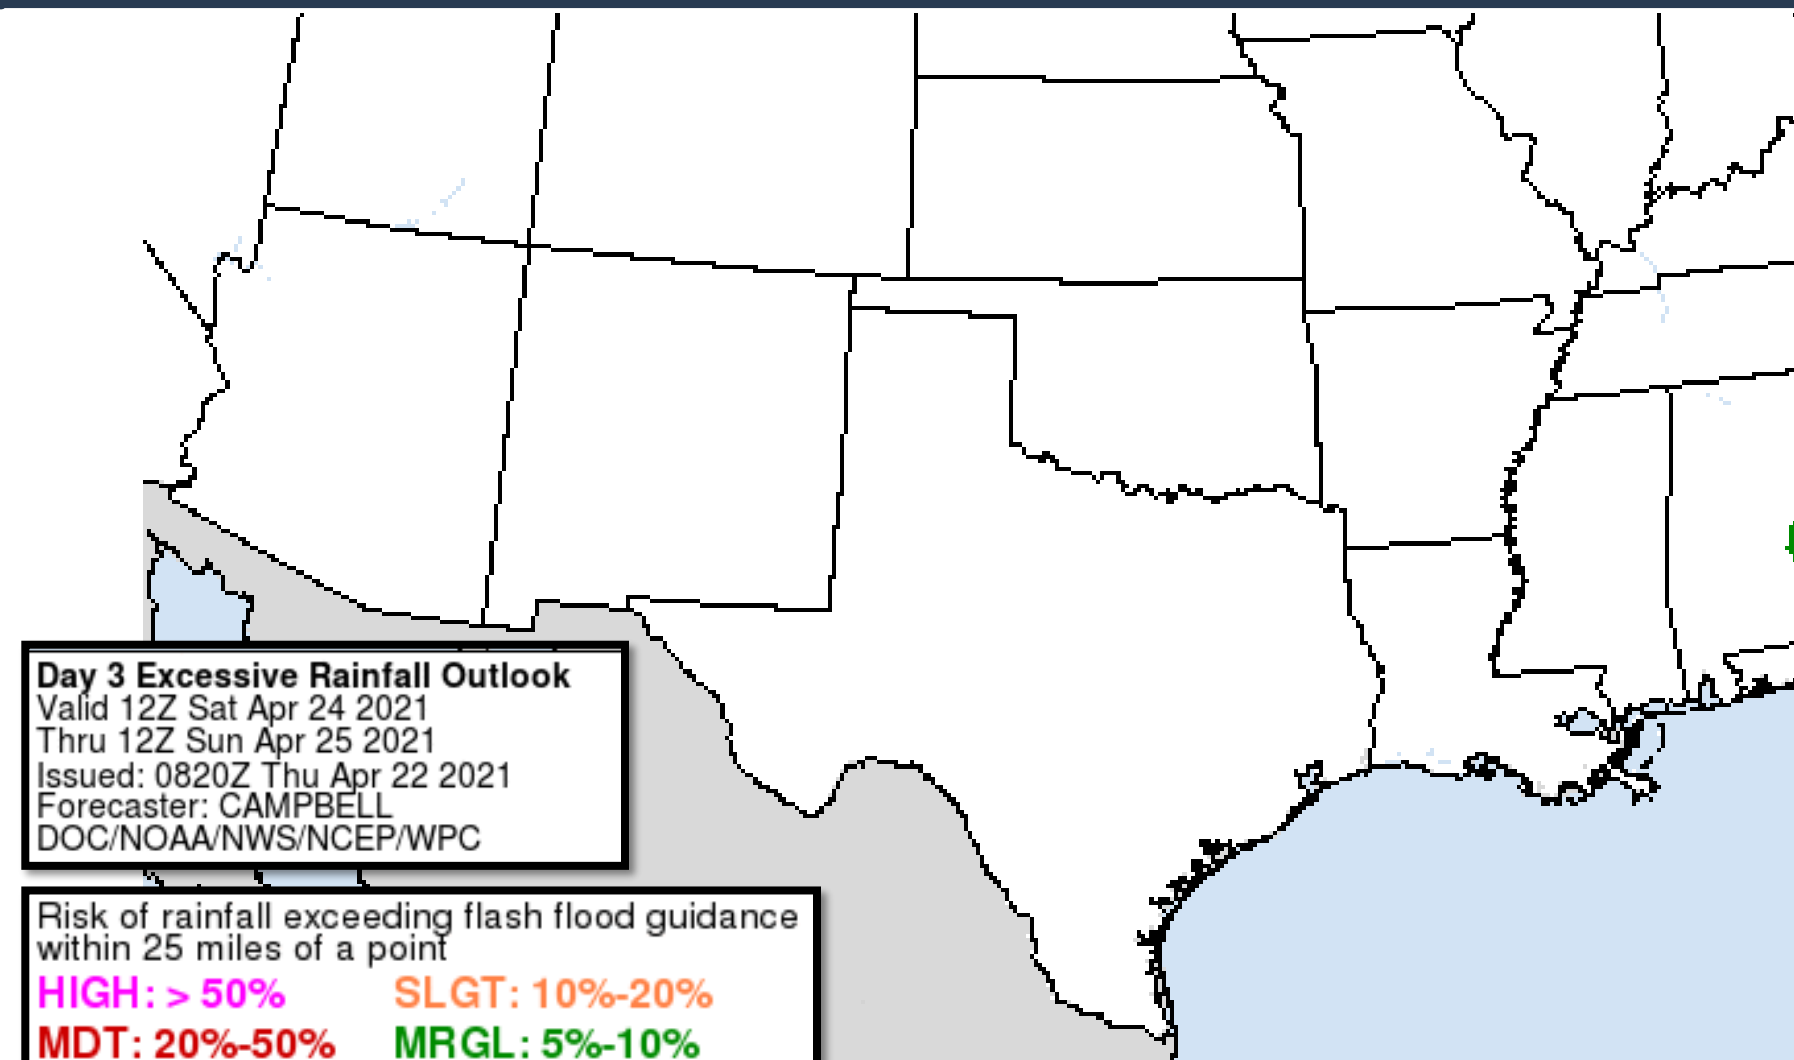 Day 3 Excessive Rainfall Outlook
Valid 12Z Sat Apr 24 2021
Thru 12Z Sun Apr 25 2021
Issued: 0820Z Thu Apr 22 2021
Forecaster: CAMPBELL
DOC/NOAA/NWS/NCEP/WPC
Risk of rainfall exceeding flash flood guidance
within 25 miles of a point
HIGH: > 50% SLGT: 10%-20%
MDT: 20%-50% MRGL: 5%-10%